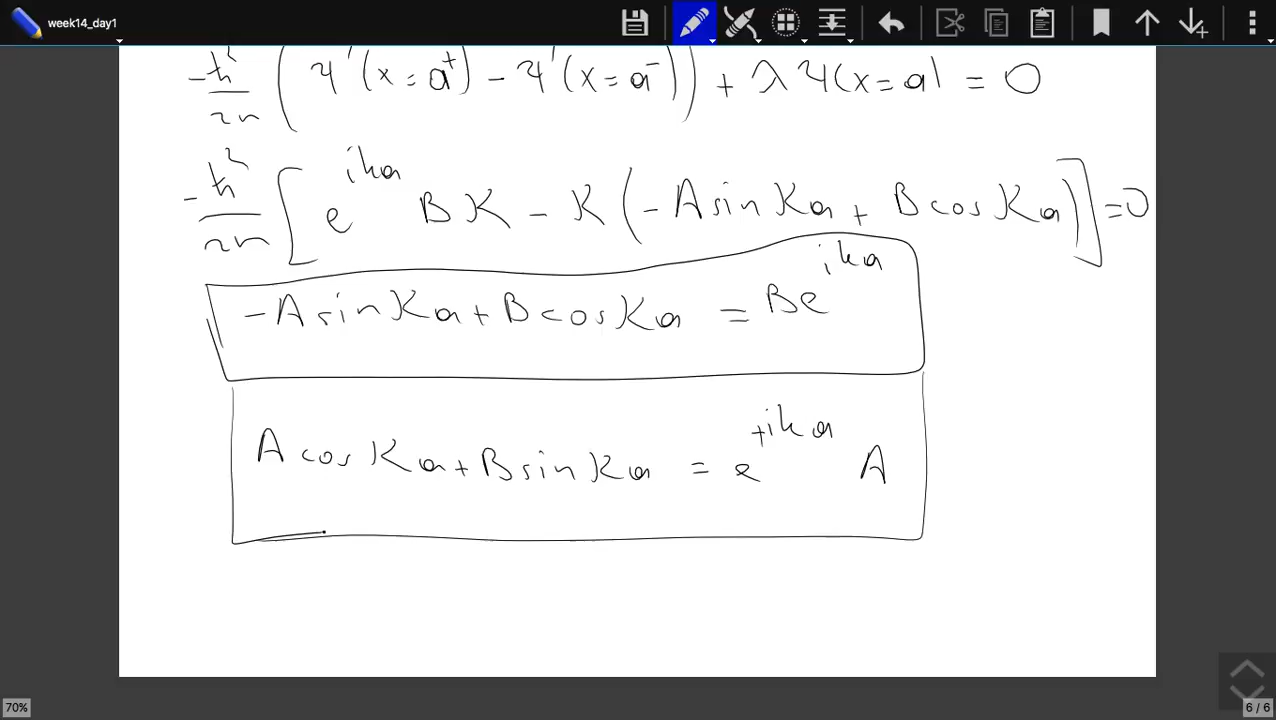 week14_day1
-ħ²/2m ( ψ'(x=a⁺) - ψ'(x=a⁻) ) + λψ(x=a) = 0
-ħ²/2m [ e^{ika} BK - K ( -A sin Ka + B cos Ka ) ] = 0
-A sin Ka + B cos Ka = Be^{ika}
A cos Ka + B sin Ka = e^{+ika} A
70%
6 / 6